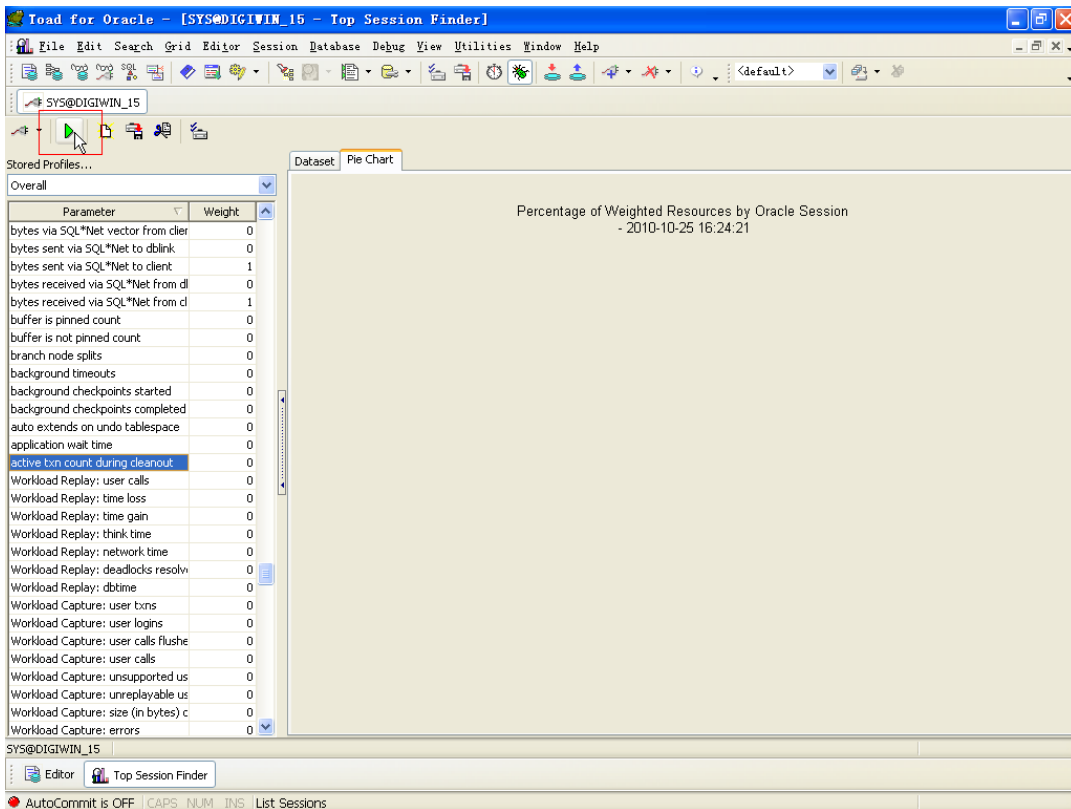 Toad for Oracle - [SYS@DIGIWIN_15 - Top Session Finder]
File Edit Search Grid Editor Session Database Debug View Utilities Window Help
SQL
<default>
SYS@DIGIWIN_15
Stored Profiles...
Dataset Pie Chart
Overall
Parameter Weight
Percentage of Weighted Resources by Oracle Session
- 2010-10-25 16:24:21
bytes via SQL*Net vector from clier 0
bytes sent via SQL*Net to dblink 0
bytes sent via SQL*Net to client 1
bytes received via SQL*Net from dl 0
bytes received via SQL*Net from cl 1
buffer is pinned count 0
buffer is not pinned count 0
branch node splits 0
background timeouts 0
background checkpoints started 0
background checkpoints completed 0
auto extends on undo tablespace 0
application wait time 0
active txn count during cleanout 0
Workload Replay: user calls 0
Workload Replay: time loss 0
Workload Replay: time gain 0
Workload Replay: think time 0
Workload Replay: network time 0
Workload Replay: deadlocks resolv 0
Workload Replay: dbtime 0
Workload Capture: user txns 0
Workload Capture: user logins 0
Workload Capture: user calls flushe 0
Workload Capture: user calls 0
Workload Capture: unsupported us 0
Workload Capture: unreplayable us 0
Workload Capture: size (in bytes) c 0
Workload Capture: errors 0
SYS@DIGIWIN_15
Editor Top Session Finder
AutoCommit is OFF CAPS NUM INS List Sessions